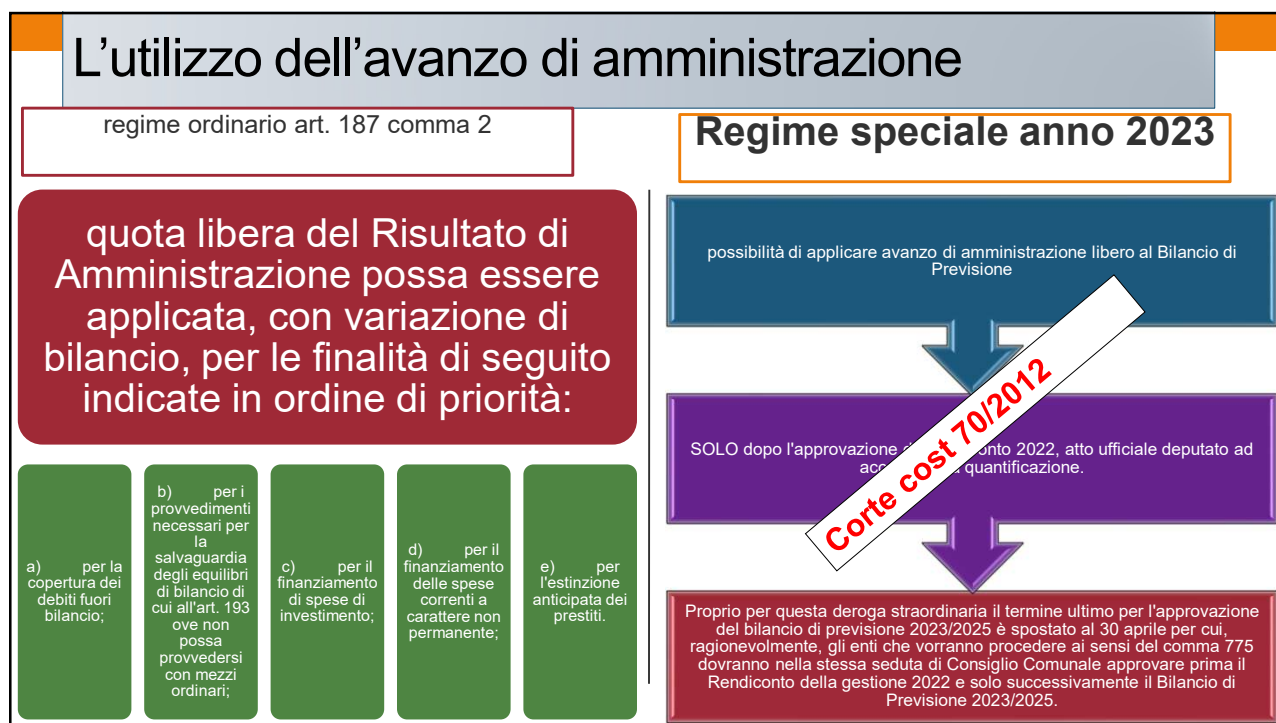 L'utilizzo dell'avanzo di amministrazione
regime ordinario art. 187 comma 2
quota libera del Risultato di
Amministrazione possa essere
applicata, con variazione di
bilancio, per le finalità di seguito
indicate in ordine di priorità:
a) per la
copertura dei
debiti fuori
bilancio;
b) per i
provvedimenti
necessari per
la
salvaguardia
degli equilibri
di bilancio di
cui all'art. 193
ove non
possa
provvedersi
con mezzi
ordinari;
c) per il
finanziamento
di spese di
investimento;
d) per il
finanziamento
delle spese
correnti a
carattere non
permanente;
e) per
l'estinzione
anticipata dei
prestiti.
Regime speciale anno 2023
possibilità di applicare avanzo di amministrazione libero al Bilancio di
Previsione
SOLO dopo l'approvazione 2022, atto ufficiale deputato ad
quantificazione.
Corte cost 70/2012
Proprio per questa deroga straordinaria il termine ultimo per l'approvazione
del bilancio di previsione 2023/2025 è spostato al 30 aprile per cui,
ragionevolmente, gli enti che vorranno procedere ai sensi del comma 775
dovranno nella stessa seduta di Consiglio Comunale approvare prima il
Rendiconto della gestione 2022 e solo successivamente il Bilancio di
Previsione 2023/2025.